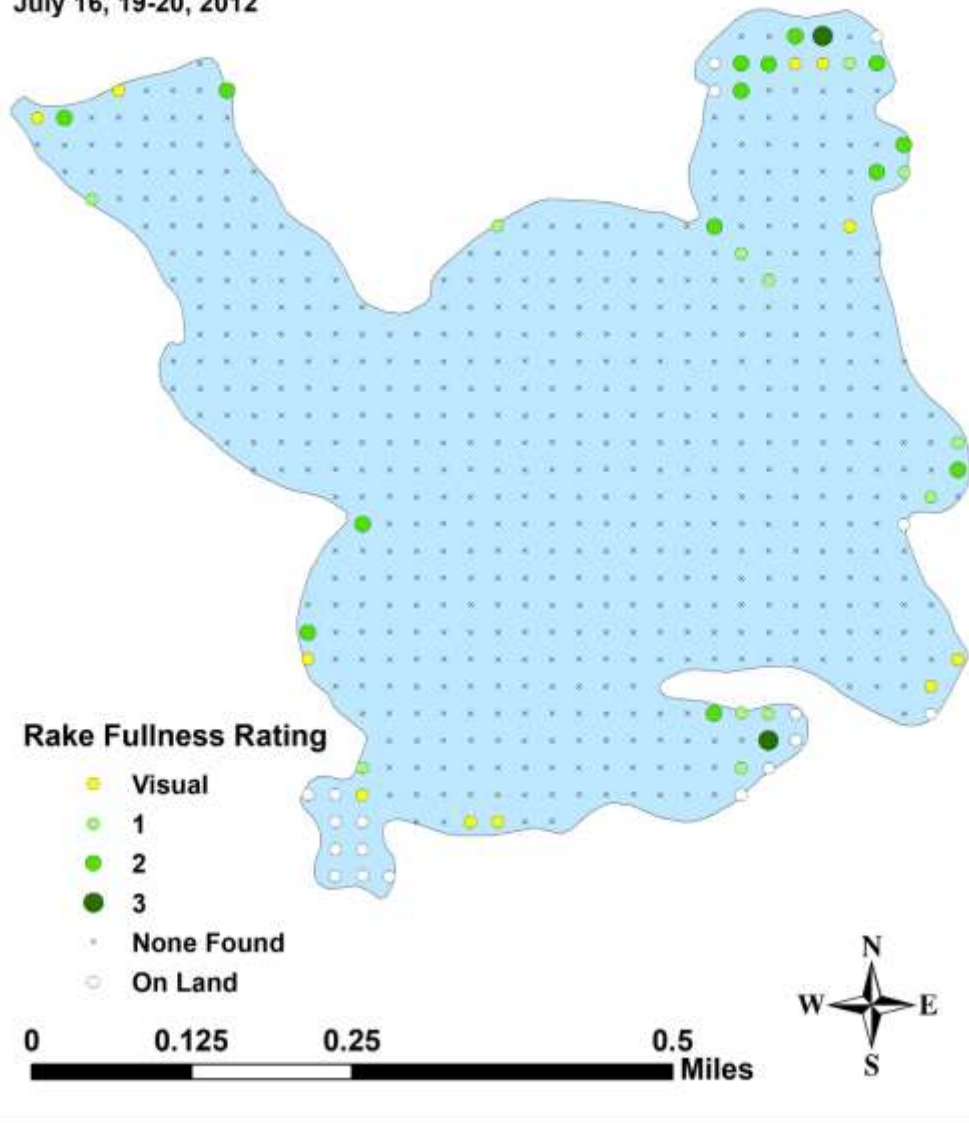 July 16, 19-20, 2012
Rake Fullness Rating
Visual
1
2
3
None Found
On Land
N
W E
S
0 0.125 0.25 0.5
Miles